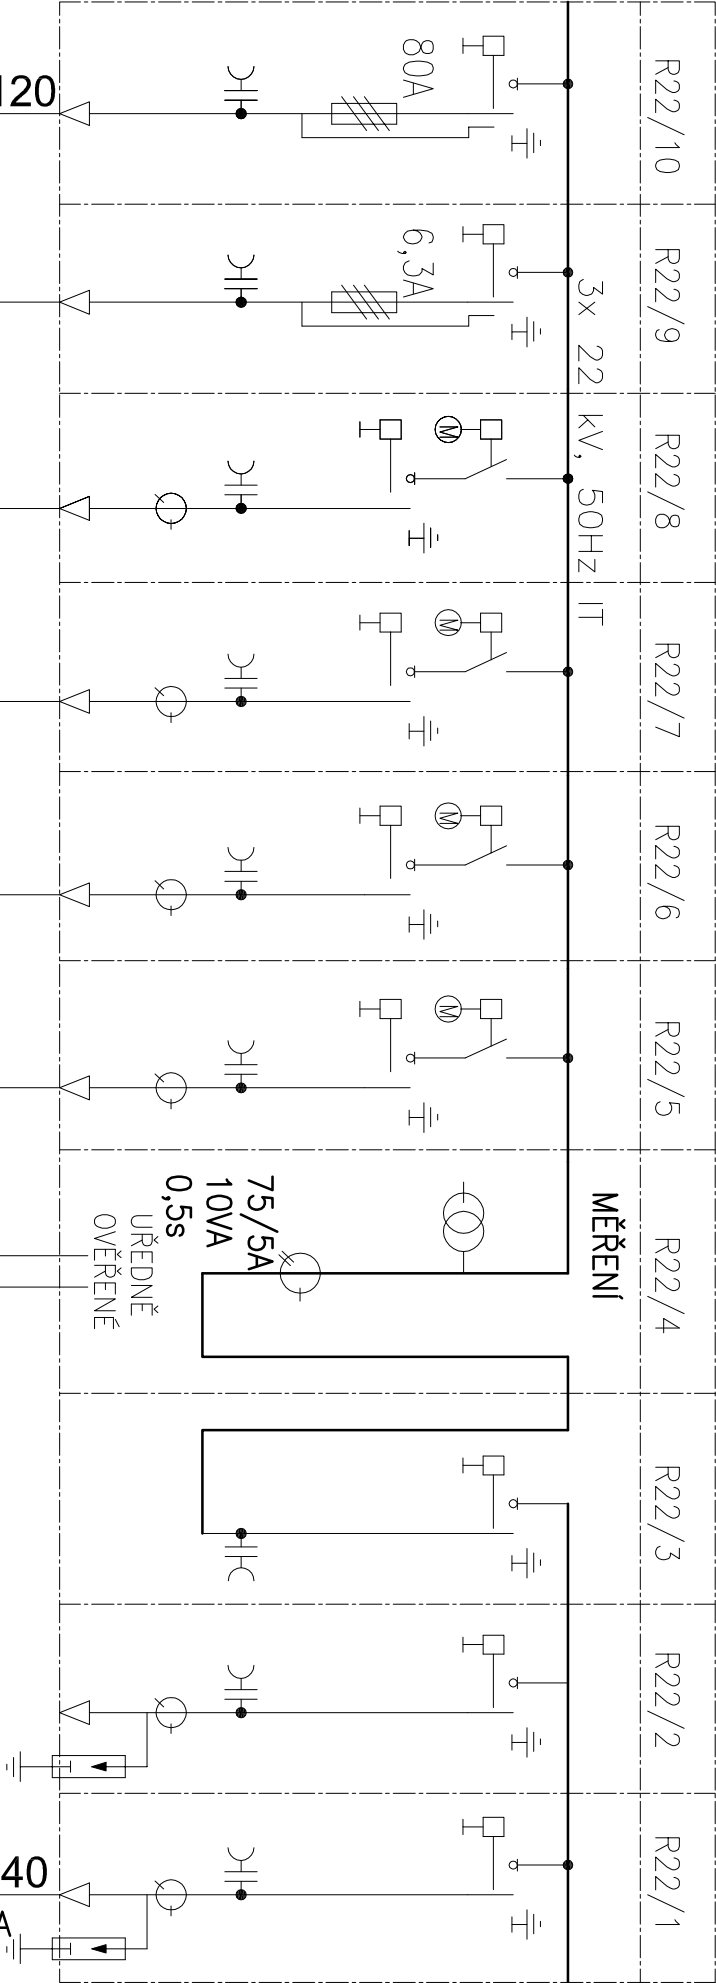 R22/10
80A
120
R22/9
6,3A
3x 22 kV, 50Hz IT
R22/8
M
R22/7
M
R22/6
M
R22/5
M
R22/4
MĚŘENÍ
75/5A
10VA
0,5s
UŘEDNĚ
OVĚŘENÉ
R22/3
R22/2
R22/1
40
A